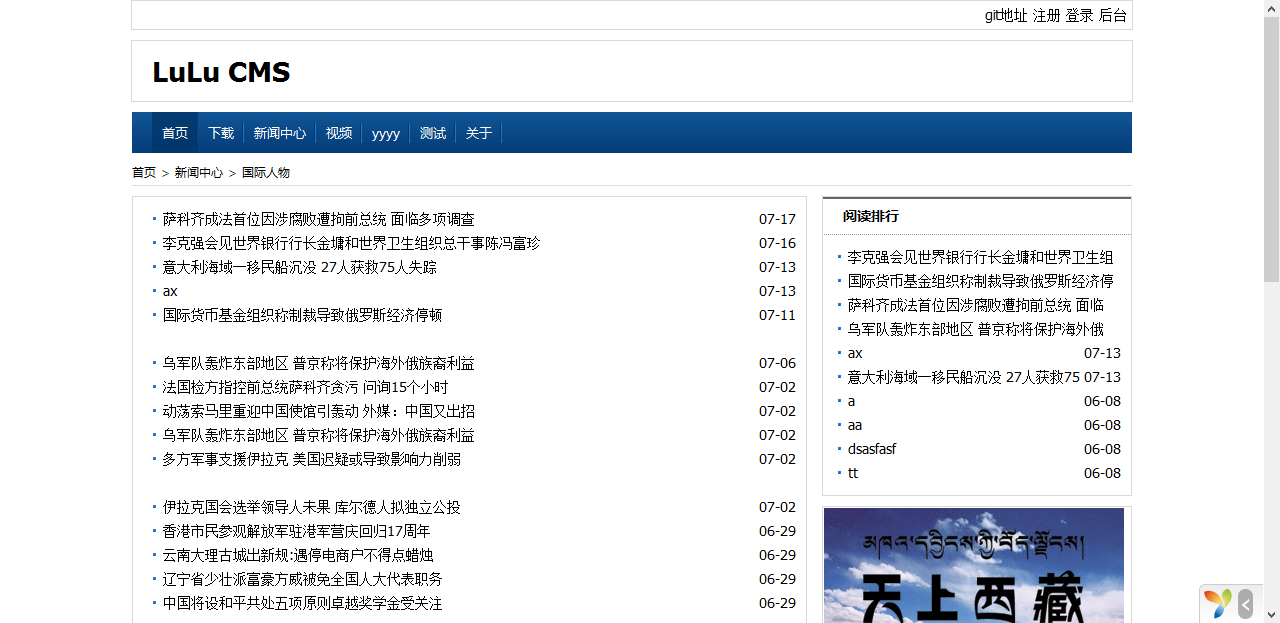 git地址 注册 登录 后台
LuLu CMS
首页 下载 新闻中心 视频 yyyy 测试 关于
首页 > 新闻中心 > 国际人物
萨科齐成法首位因涉腐败遭拘前总统 面临多项调查 07-17
李克强会见世界银行行长金墉和世界卫生组织总干事陈冯富珍 07-16
意大利海域一移民船沉没 27人获救75人失踪 07-13
ax 07-13
国际货币基金组织称制裁导致俄罗斯经济停顿 07-11
乌军队轰炸东部地区 普京称将保护海外俄族裔利益 07-06
法国检方指控前总统萨科齐贪污 问询15个小时 07-02
动荡索马里重迎中国使馆引轰动 外媒：中国又出招 07-02
乌军队轰炸东部地区 普京称将保护海外俄族裔利益 07-02
多方军事支援伊拉克 美国迟疑或导致影响力削弱 07-02
伊拉克国会选举领导人未果 库尔德人拟独立公投 07-02
香港市民参观解放军驻港军营庆回归17周年 06-29
云南大理古城出新规:遇停电商户不得点蜡烛 06-29
辽宁省少壮派富豪方威被免全国人大代表职务 06-29
中国将设和平共处五项原则卓越奖学金受关注 06-29
阅读排行
李克强会见世界银行行长金墉和世界卫生组
国际货币基金组织称制裁导致俄罗斯经济停
萨科齐成法首位因涉腐败遭拘前总统 面临
乌军队轰炸东部地区 普京称将保护海外俄
ax 07-13
意大利海域一移民船沉没 27人获救75 07-13
a 06-08
aa 06-08
dsasfasf 06-08
tt 06-08
天上西藏